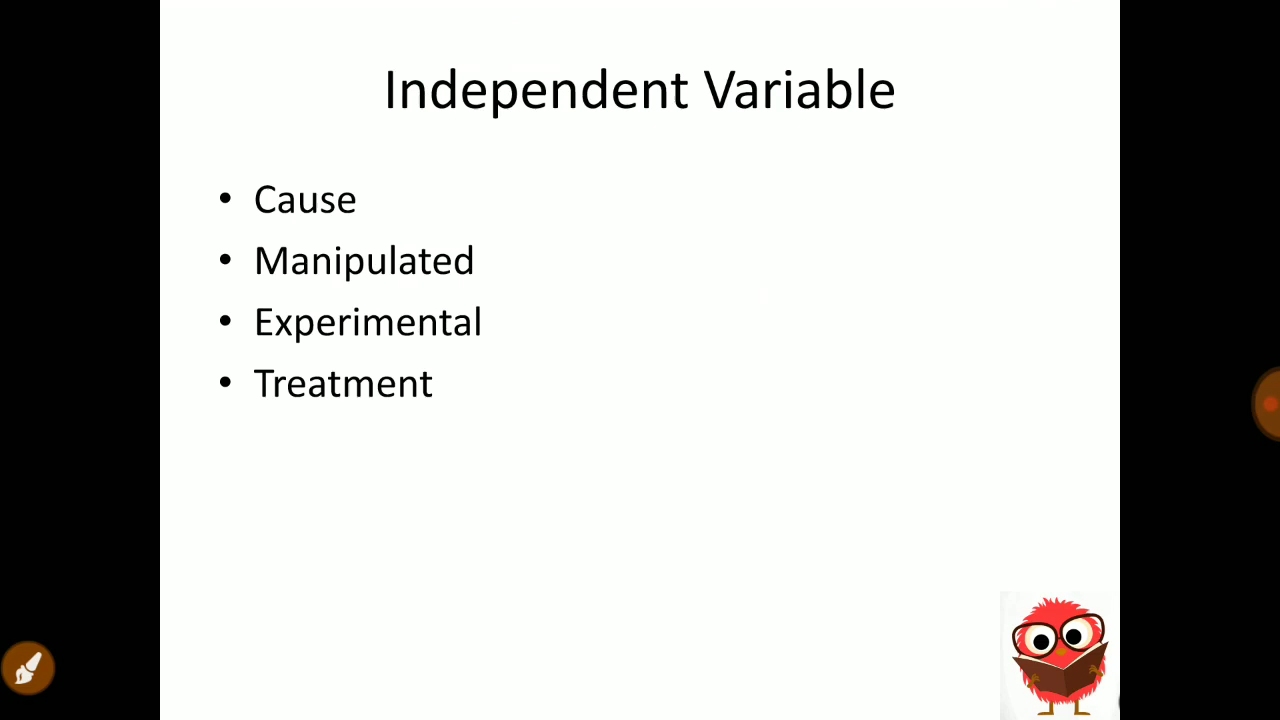 Independent Variable
• Cause
• Manipulated
• Experimental
• Treatment